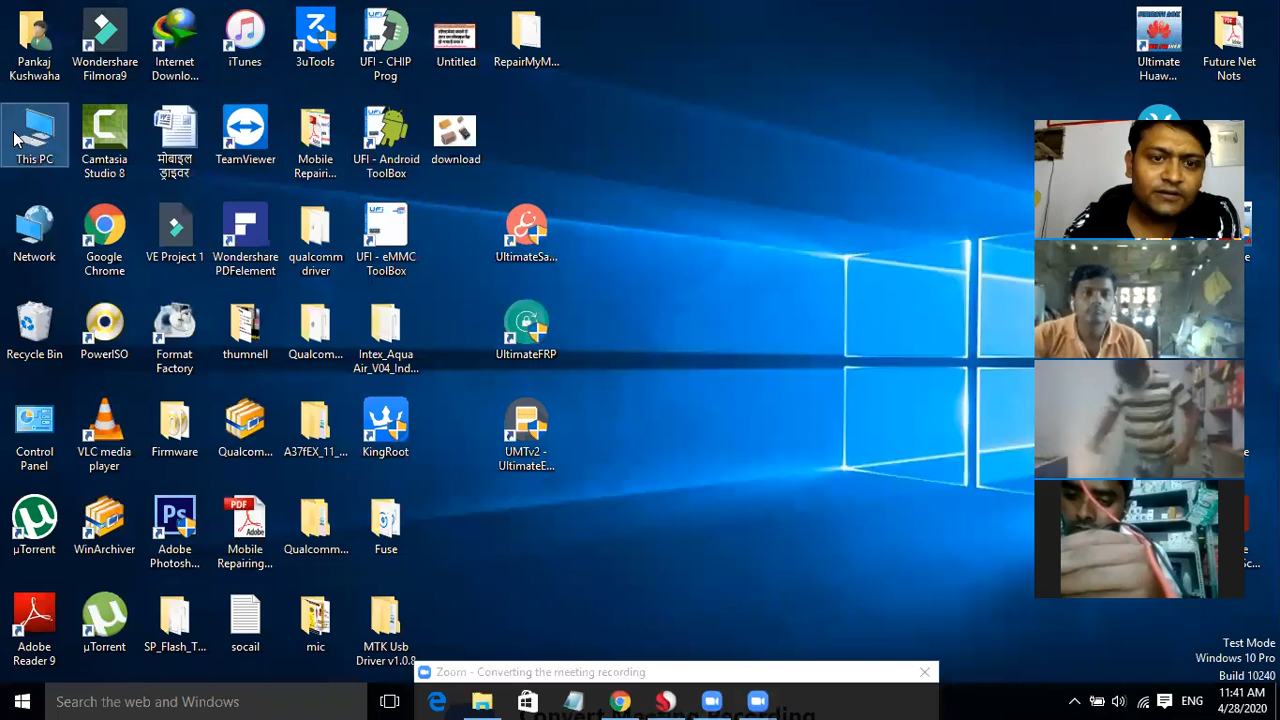 Pankaj Kushwaha
Wondershare Filmora9
Internet Downlo...
iTunes
3uTools
UFI - CHIP Prog
Untitled
RepairMyM...
Ultimate Huaw...
Future Net Nots
This PC
Camtasia Studio 8
मोबाइल ड्राइवर
TeamViewer
Mobile Repairi...
UFI - Android ToolBox
download
Network
Google Chrome
VE Project 1
Wondershare PDFelement
qualcomm driver
UFI - eMMC ToolBox
UltimateSa...
Recycle Bin
PowerISO
Format Factory
thumnell
Qualcom...
Intex_Aqua Air_V04_Ind...
UltimateFRP
Control Panel
VLC media player
Firmware
Qualcom...
A37fEX_11_...
KingRoot
UMTv2 - UltimateE...
µTorrent
WinArchiver
Adobe Photosh...
Mobile Repairing...
Qualcomm...
Fuse
Adobe Reader 9
µTorrent
SP_Flash_T...
socail
mic
MTK Usb Driver v1.0.8
Test Mode
Windows 10 Pro
Build 10240
Zoom - Converting the meeting recording
Convert Meeting Recording
Search the web and Windows
ENG
11:41 AM
4/28/2020